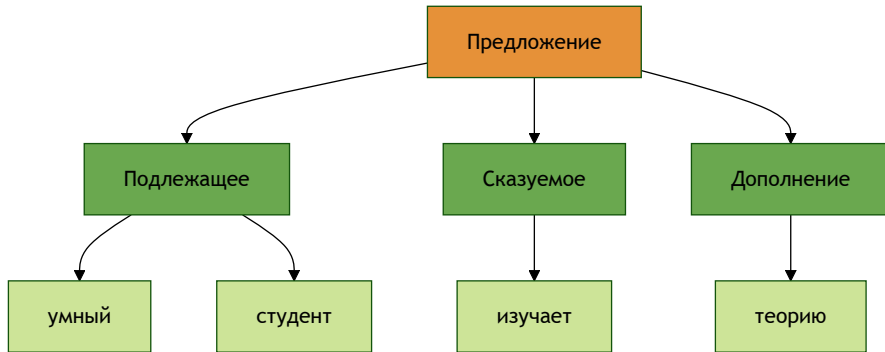 Предложение
Подлежащее
Сказуемое
Дополнение
умный
студент
изучает
теорию